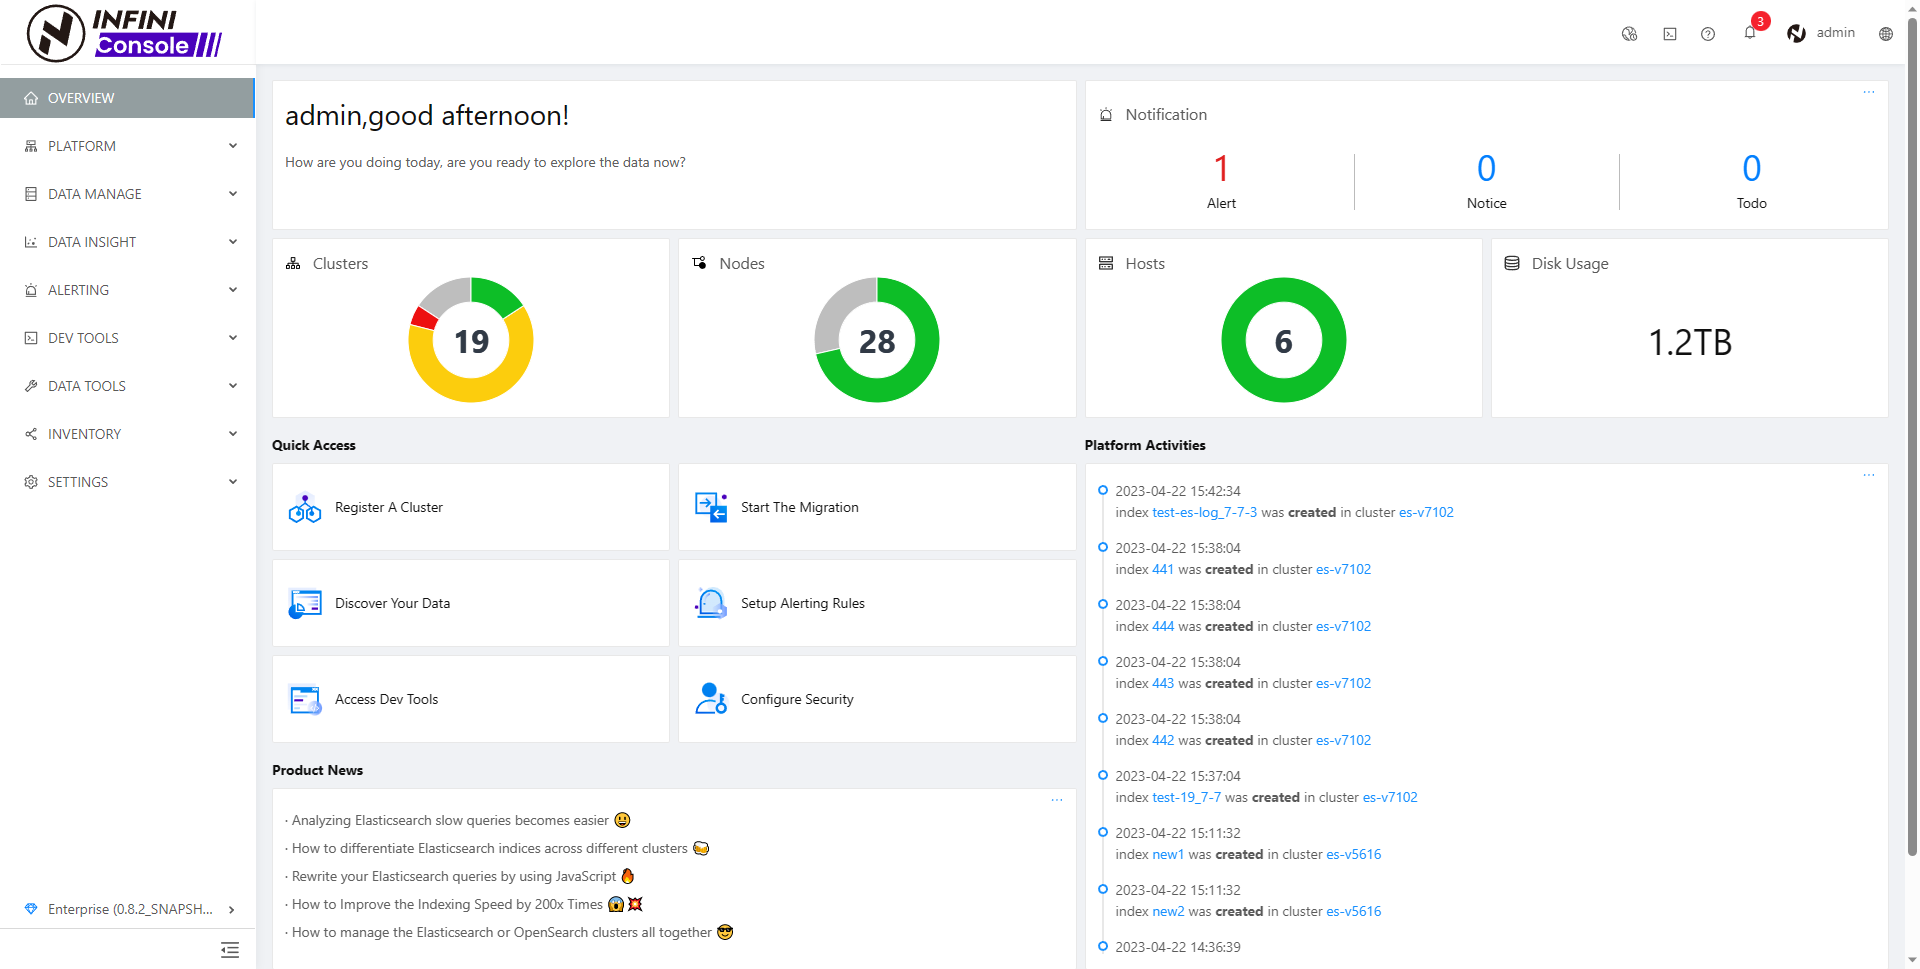 INFINI
Console
3
admin
OVERVIEW
PLATFORM
DATA MANAGE
DATA INSIGHT
ALERTING
DEV TOOLS
DATA TOOLS
INVENTORY
SETTINGS
Enterprise (0.8.2_SNAPSH...
admin,good afternoon!
How are you doing today, are you ready to explore the data now?
Notification
1
Alert
0
Notice
0
Todo
Clusters
19
Nodes
28
Hosts
6
Disk Usage
1.2TB
Quick Access
Register A Cluster
Start The Migration
Discover Your Data
Setup Alerting Rules
Access Dev Tools
Configure Security
Product News
· Analyzing Elasticsearch slow queries becomes easier 😃
· How to differentiate Elasticsearch indices across different clusters 🍻
· Rewrite your Elasticsearch queries by using JavaScript 🔥
· How to Improve the Indexing Speed by 200x Times 😱💥
· How to manage the Elasticsearch or OpenSearch clusters all together 😎
Platform Activities
2023-04-22 15:42:34
index test-es-log_7-7-3 was created in cluster es-v7102
2023-04-22 15:38:04
index 441 was created in cluster es-v7102
2023-04-22 15:38:04
index 444 was created in cluster es-v7102
2023-04-22 15:38:04
index 443 was created in cluster es-v7102
2023-04-22 15:38:04
index 442 was created in cluster es-v7102
2023-04-22 15:37:04
index test-19_7-7 was created in cluster es-v7102
2023-04-22 15:11:32
index new1 was created in cluster es-v5616
2023-04-22 15:11:32
index new2 was created in cluster es-v5616
2023-04-22 14:36:39